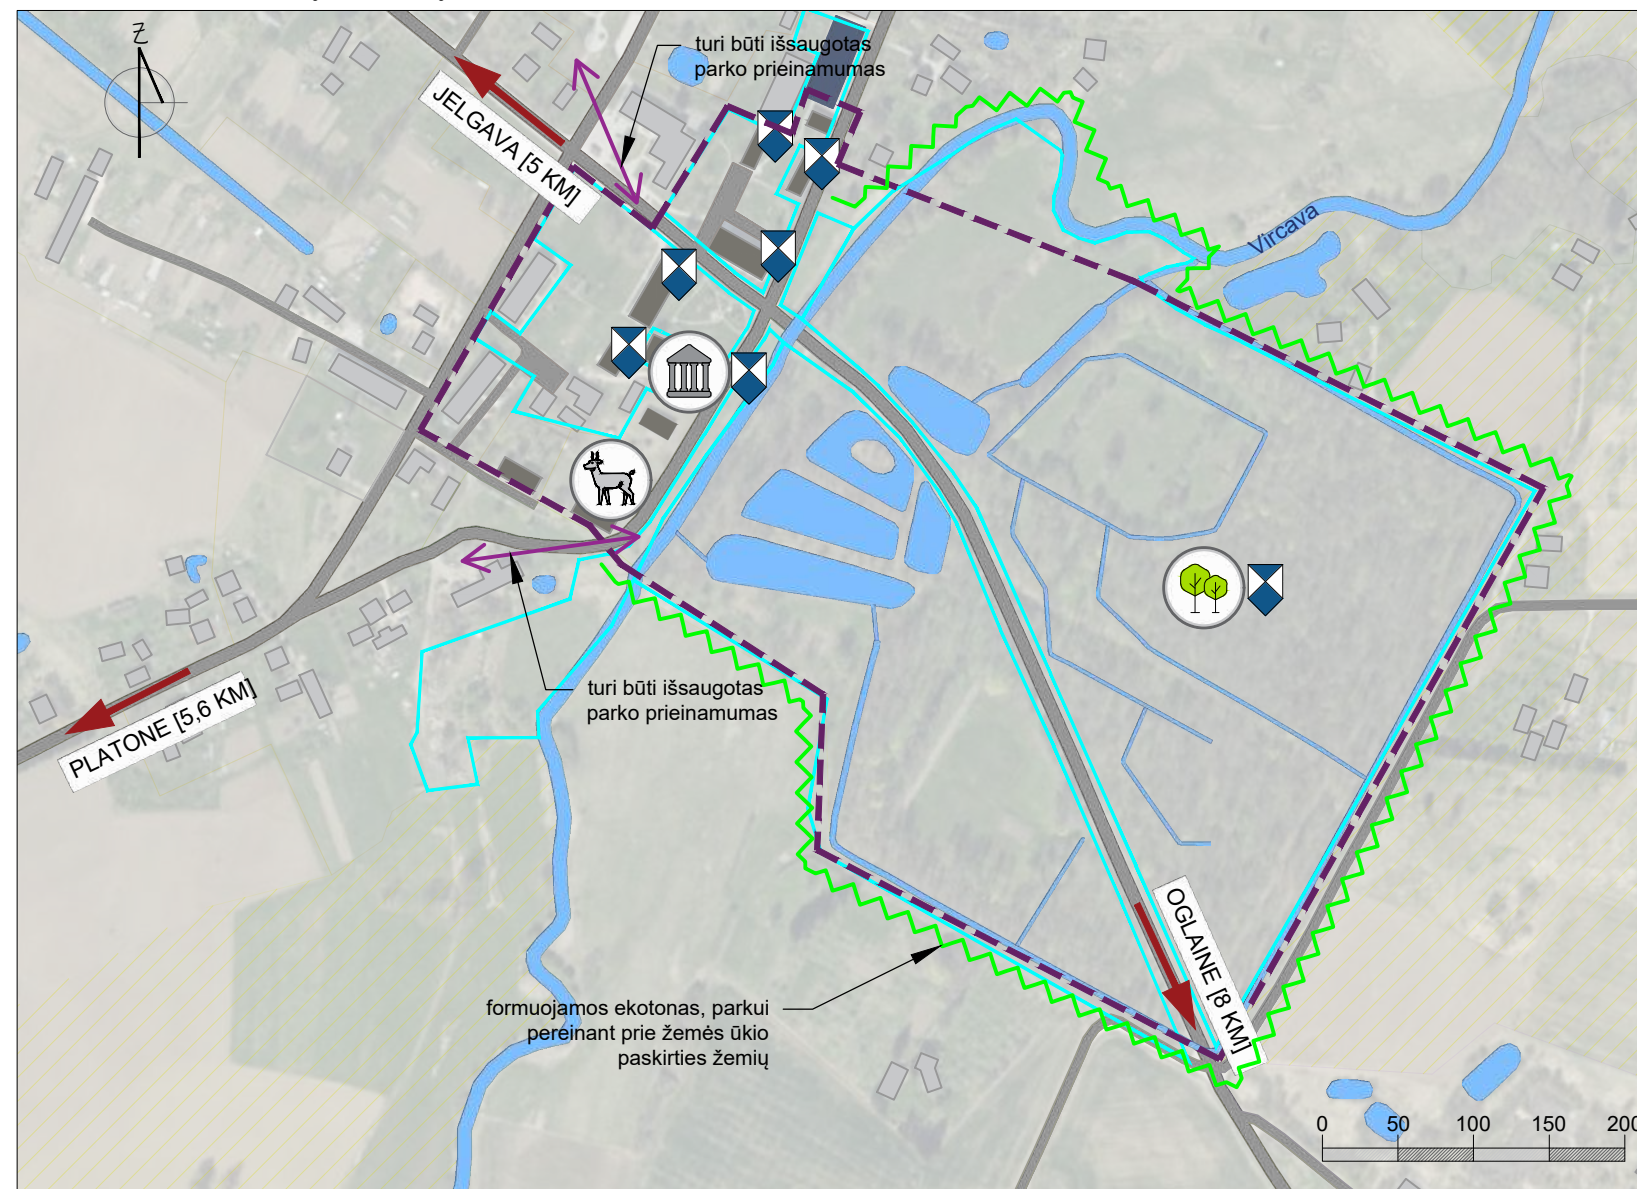 Z
turi būti išsaugotas
parko prieinamumas
JELGAVA [5 KM]
Vircava
turi būti išsaugotas
parko prieinamumas
PLATONE [5,6 KM]
OGLAINE [8 KM]
formuojamos ekotonas, parkui
pereinant prie žemės ūkio
paskirties žemių
0 50 100 150 200